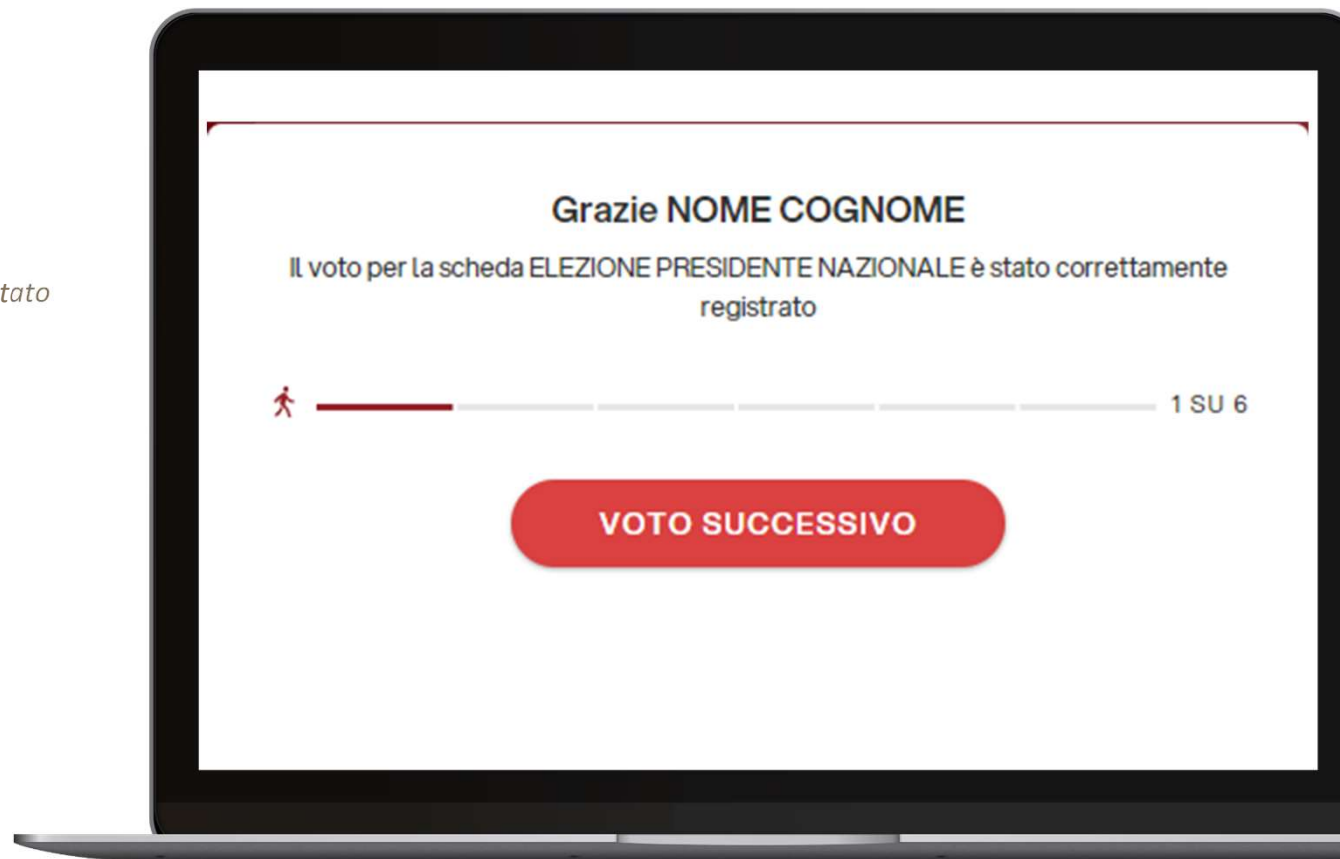 Grazie NOME COGNOME
Il voto per la scheda ELEZIONE PRESIDENTE NAZIONALE è stato correttamente
registrato
tato
1 SU 6
VOTO SUCCESSIVO